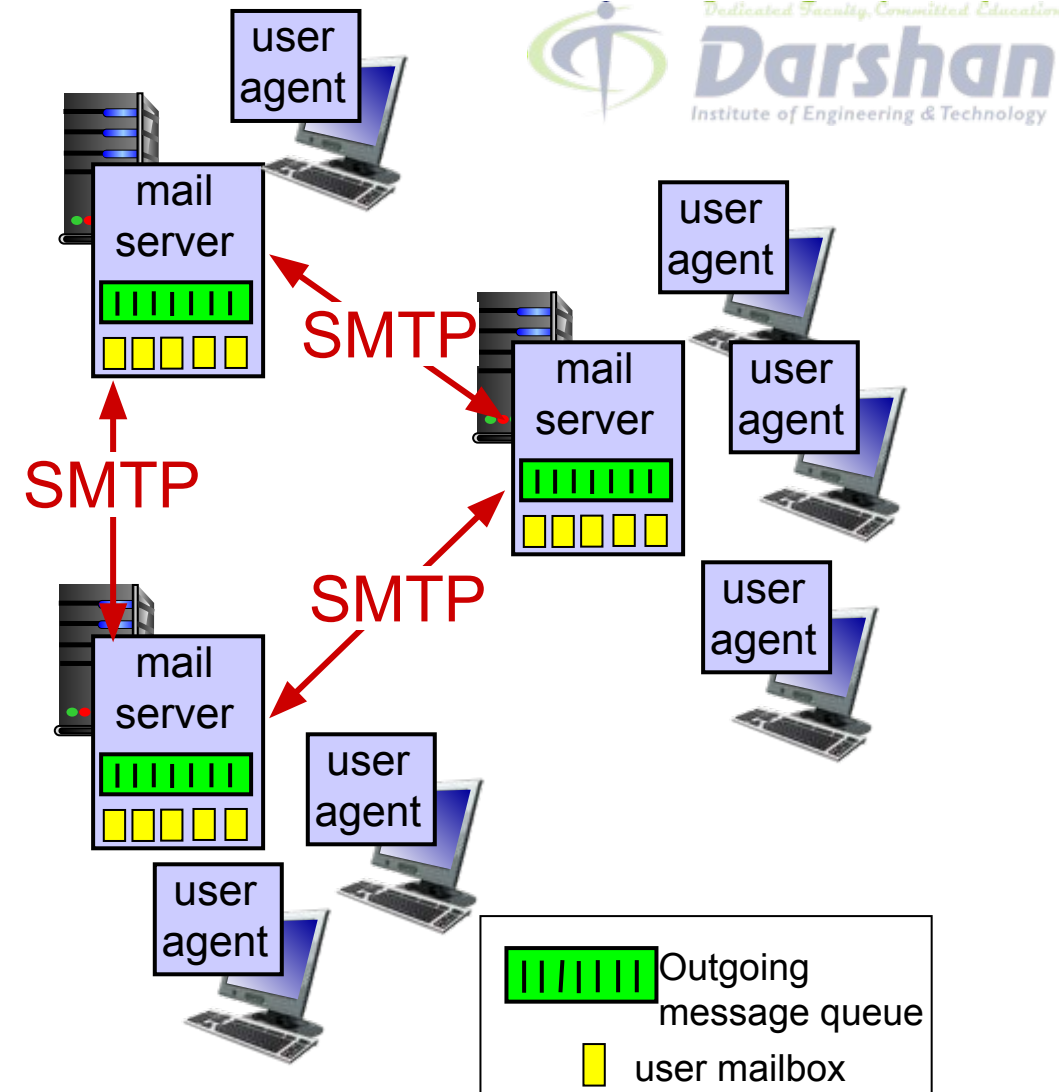 Dedicated Faculty, Committed Education
Darshan
Institute of Engineering & Technology
user
agent
mail
server
SMTP
user
agent
mail
server
user
agent
SMTP
SMTP
user
agent
mail
server
user
agent
user
agent
Outgoing
message queue
user mailbox